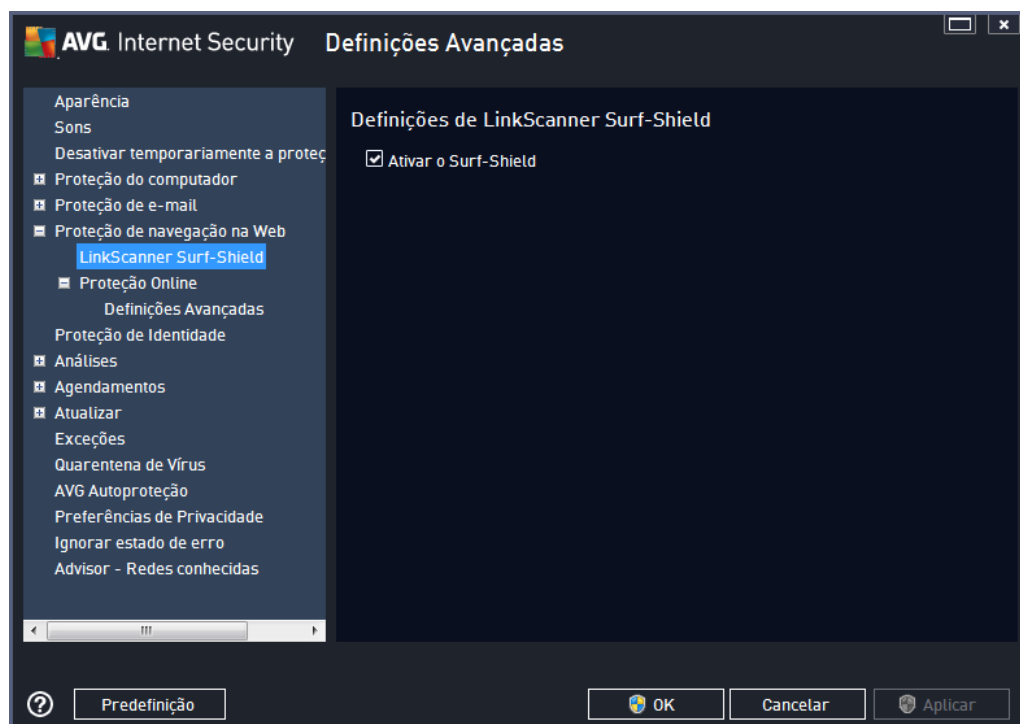 AVG. Internet Security Definições Avançadas
Aparência
Sons
Desativar temporariamente a proteç
Proteção do computador
Proteção de e-mail
Proteção de navegação na Web
LinkScanner Surf-Shield
Proteção Online
Definições Avançadas
Proteção de Identidade
Análises
Agendamentos
Atualizar
Exceções
Quarentena de Vírus
AVG Autoproteção
Preferências de Privacidade
Ignorar estado de erro
Advisor - Redes conhecidas
Definições de LinkScanner Surf-Shield
Ativar o Surf-Shield
Predefinição
OK
Cancelar
Aplicar